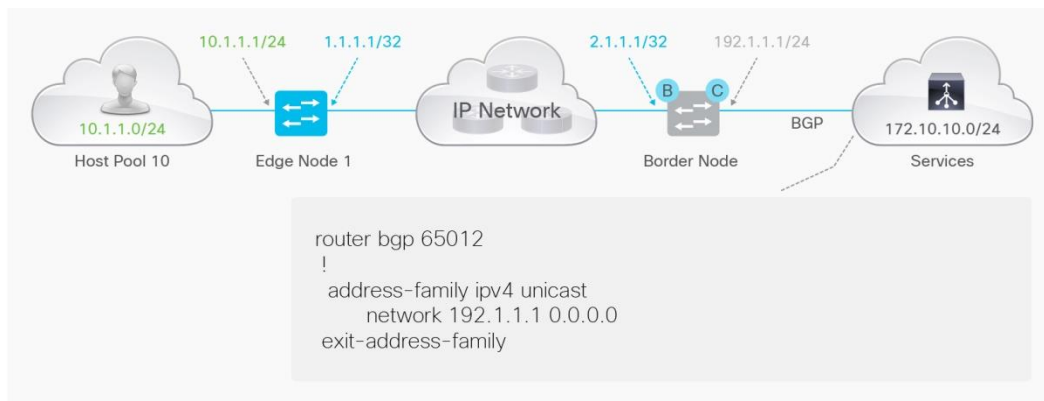 10.1.1.1/24
1.1.1.1/32
2.1.1.1/32
192.1.1.1/24
B
C
IP Network
BGP
10.1.1.0/24
172.10.10.0/24
Host Pool 10
Edge Node 1
Border Node
Services
router bgp 65012
!
address-family ipv4 unicast
network 192.1.1.1 0.0.0.0
exit-address-family